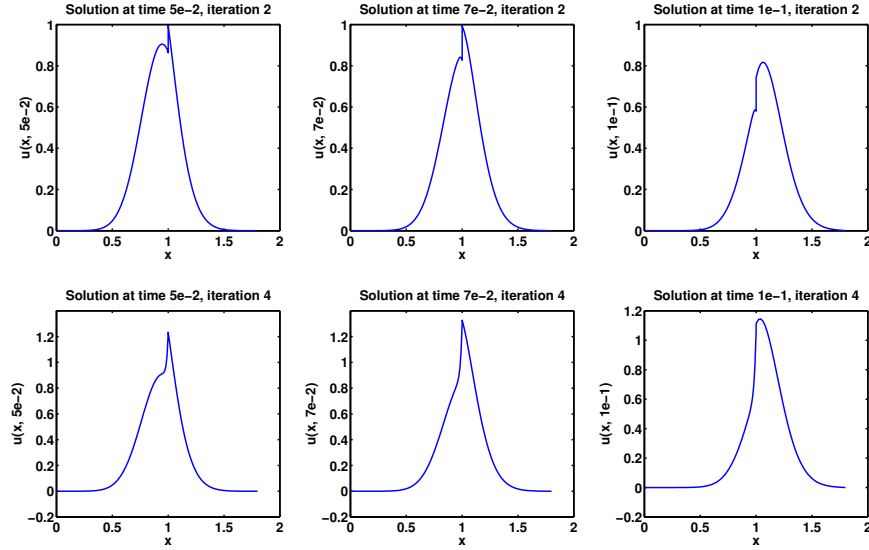 Solution at time 5e−2, iteration 2
1
0.8
0.6
0.4
0.2
0
0 0.5 1 1.5 2
x
u(x, 5e−2)
Solution at time 7e−2, iteration 2
1
0.8
0.6
0.4
0.2
0
0 0.5 1 1.5 2
x
u(x, 7e−2)
Solution at time 1e−1, iteration 2
1
0.8
0.6
0.4
0.2
0
0 0.5 1 1.5 2
x
u(x, 1e−1)
Solution at time 5e−2, iteration 4
1.2
1
0.8
0.6
0.4
0.2
0
−0.2
0 0.5 1 1.5 2
x
u(x, 5e−2)
Solution at time 7e−2, iteration 4
1.2
1
0.8
0.6
0.4
0.2
0
−0.2
0 0.5 1 1.5 2
x
u(x, 7e−2)
Solution at time 1e−1, iteration 4
1.2
1
0.8
0.6
0.4
0.2
0
−0.2
0 0.5 1 1.5 2
x
u(x, 1e−1)